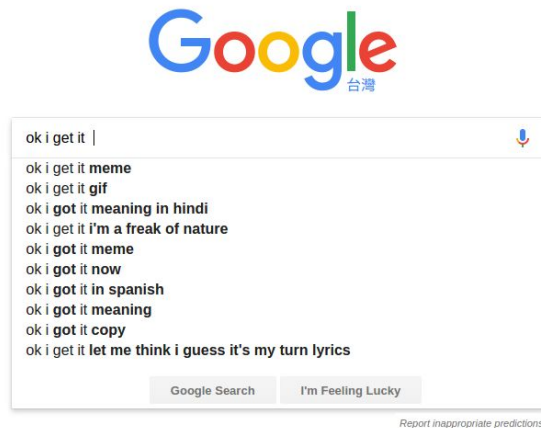 Google
台灣
ok i get it
ok i get it meme
ok i get it gif
ok i got it meaning in hindi
ok i get it i'm a freak of nature
ok i got it meme
ok i got it now
ok i got it in spanish
ok i got it meaning
ok i got it copy
ok i get it let me think i guess it's my turn lyrics
Google Search I'm Feeling Lucky
Report inappropriate predictions